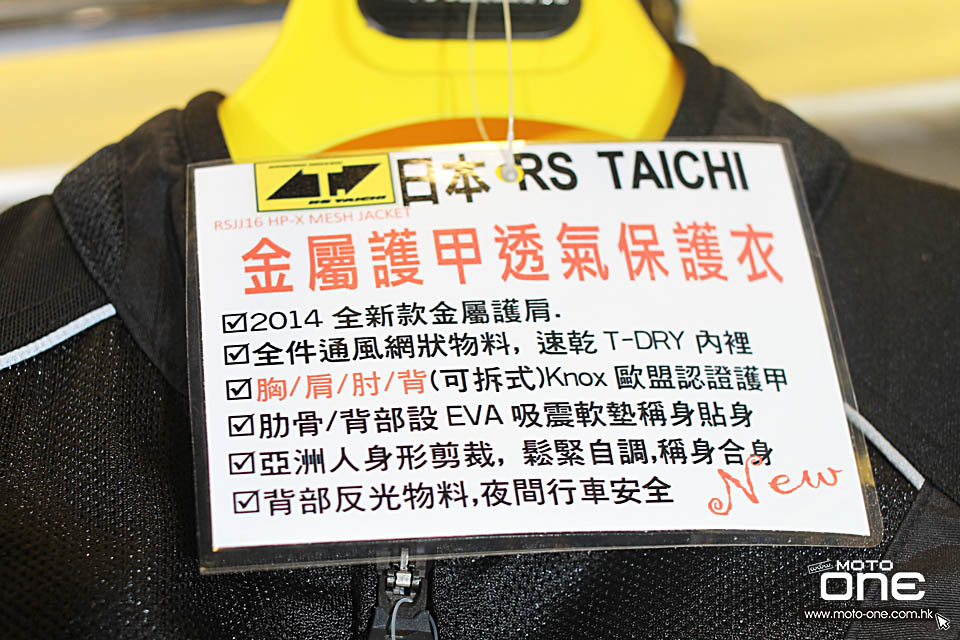 RS TAICHI
日本 RS TAICHI
RSJJ16 HP-X MESH JACKET
金屬護甲透氣保護衣
☑2014 全新款金屬護肩.
☑全件通風網狀物料, 速乾 T-DRY 內裡
☑胸/肩/肘/背(可拆式)Knox 歐盟認證護甲
☑肋骨/背部設 EVA 吸震軟墊稱身貼身
☑亞洲人身形剪裁, 鬆緊自調,稱身合身
☑背部反光物料,夜間行車安全
New
www
MOTO
ONE
www.moto-one.com.hk